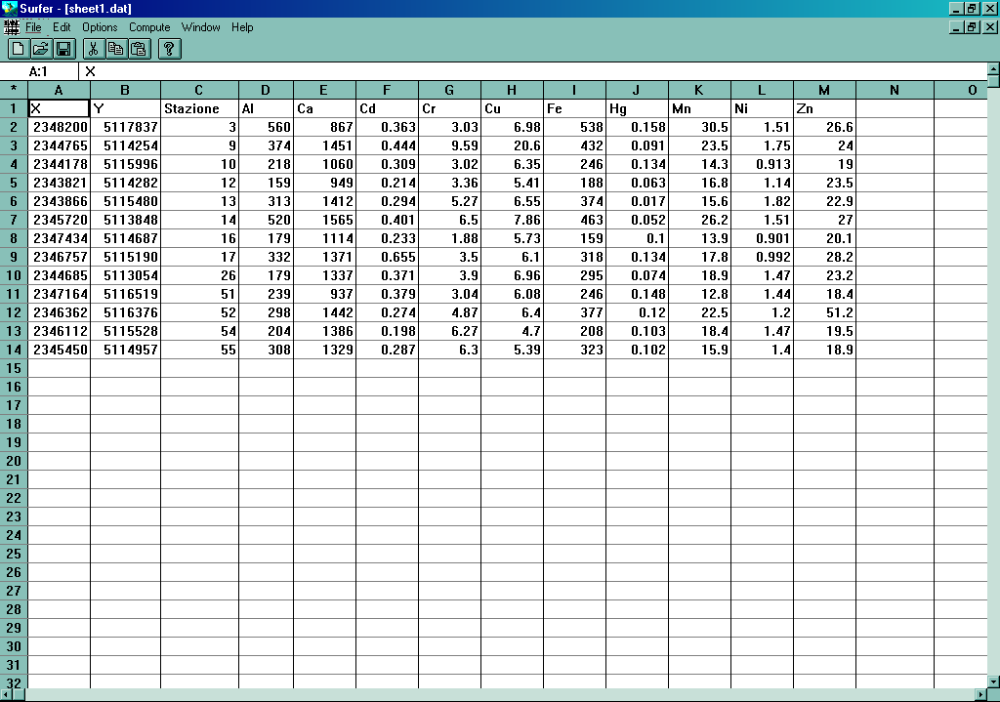 Surfer - [sheet1.dat]
File Edit Options Compute Window Help
A:1 X
* A B C D E F G H I J K L M N O
1 X Y Stazione Al Ca Cd Cr Cu Fe Hg Mn Ni Zn
2 2348200 5117837 3 560 867 0.363 3.03 6.98 538 0.158 30.5 1.51 26.6
3 2344765 5114254 9 374 1451 0.444 9.59 20.6 432 0.091 23.5 1.75 24
4 2344178 5115996 10 218 1060 0.309 3.02 6.35 246 0.134 14.3 0.913 19
5 2343821 5114282 12 159 949 0.214 3.36 5.41 188 0.063 16.8 1.14 23.5
6 2343866 5115480 13 313 1412 0.294 5.27 6.55 374 0.017 15.6 1.82 22.9
7 2345720 5113848 14 520 1565 0.401 6.5 7.86 463 0.052 26.2 1.51 27
8 2347434 5114687 16 179 1114 0.233 1.88 5.73 159 0.1 13.9 0.901 20.1
9 2346757 5115190 17 332 1371 0.655 3.5 6.1 318 0.134 17.8 0.992 28.2
10 2344685 5113054 26 179 1337 0.371 3.9 6.96 295 0.074 18.9 1.47 23.2
11 2347164 5116519 51 239 937 0.379 3.04 6.08 246 0.148 12.8 1.44 18.4
12 2346362 5116376 52 298 1442 0.274 4.87 6.4 377 0.12 22.5 1.2 51.2
13 2346112 5115528 54 204 1386 0.198 6.27 4.7 208 0.103 18.4 1.47 19.5
14 2345450 5114957 55 308 1329 0.287 6.3 5.39 323 0.102 15.9 1.4 18.9
15
16
17
18
19
20
21
22
23
24
25
26
27
28
29
30
31
32